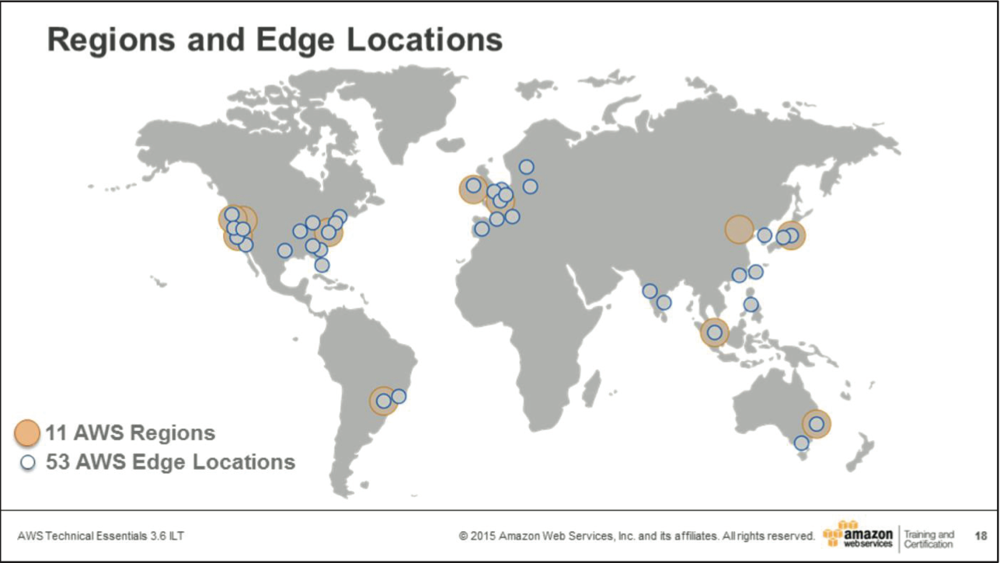 Regions and Edge Locations
11 AWS Regions
53 AWS Edge Locations
AWS Technical Essentials 3.6 ILT
© 2015 Amazon Web Services, Inc. and its affiliates. All rights reserved.
amazon
webservices
Training and
Certification
18